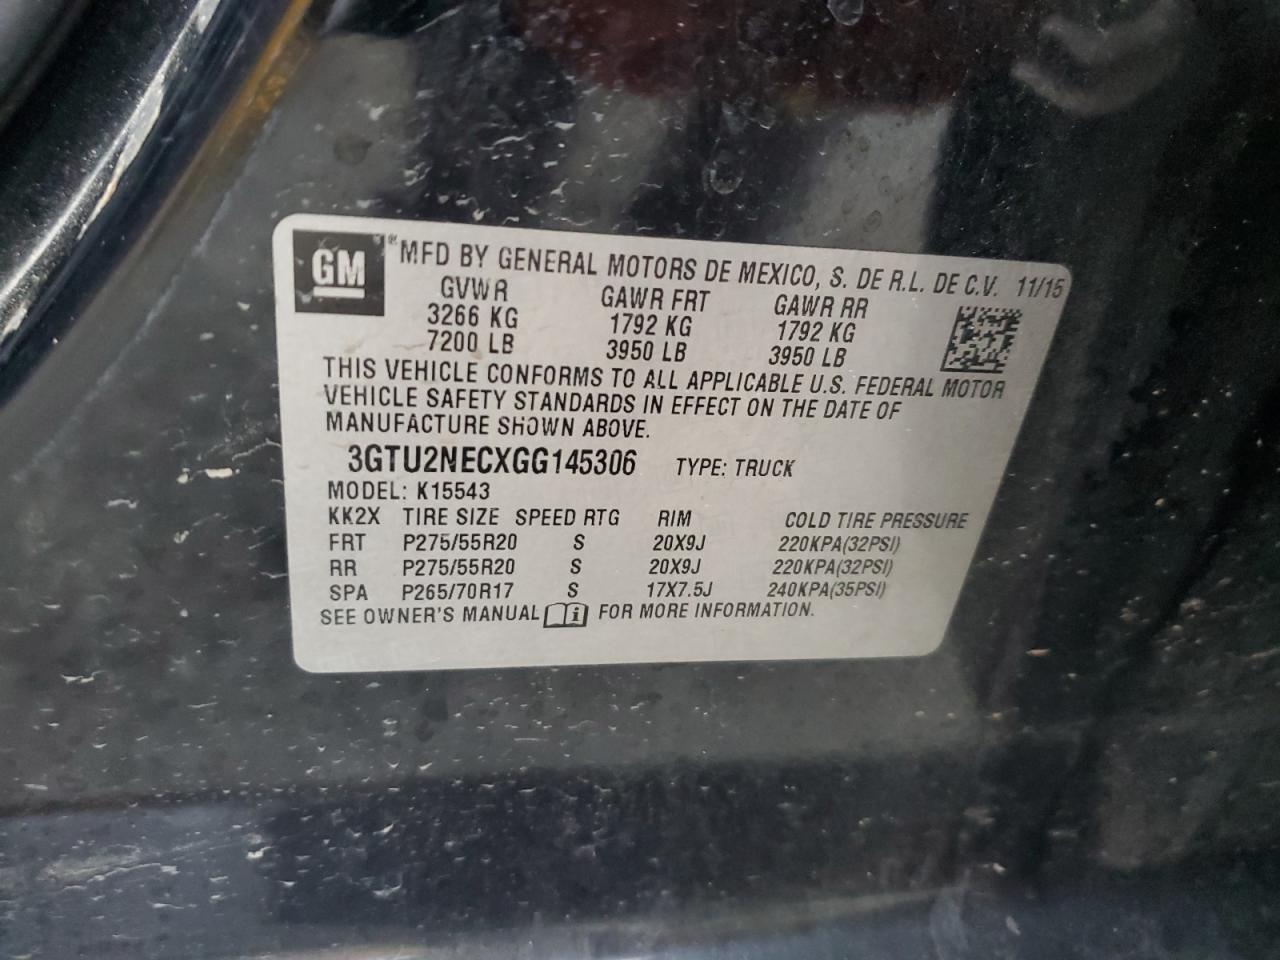 GM ® MFD BY GENERAL MOTORS DE MEXICO, S. DE R.L. DE C.V. 11/15
GVWR GAWR FRT GAWR RR
3266 KG 1792 KG 1792 KG
7200 LB 3950 LB 3950 LB
THIS VEHICLE CONFORMS TO ALL APPLICABLE U.S. FEDERAL MOTOR
VEHICLE SAFETY STANDARDS IN EFFECT ON THE DATE OF
MANUFACTURE SHOWN ABOVE.
3GTU2NECXGG145306 TYPE: TRUCK
MODEL: K15543
KK2X TIRE SIZE SPEED RTG RIM COLD TIRE PRESSURE
FRT P275/55R20 S 20X9J 220KPA(32PSI)
RR P275/55R20 S 20X9J 220KPA(32PSI)
SPA P265/70R17 S 17X7.5J 240KPA(35PSI)
SEE OWNER'S MANUAL i FOR MORE INFORMATION.